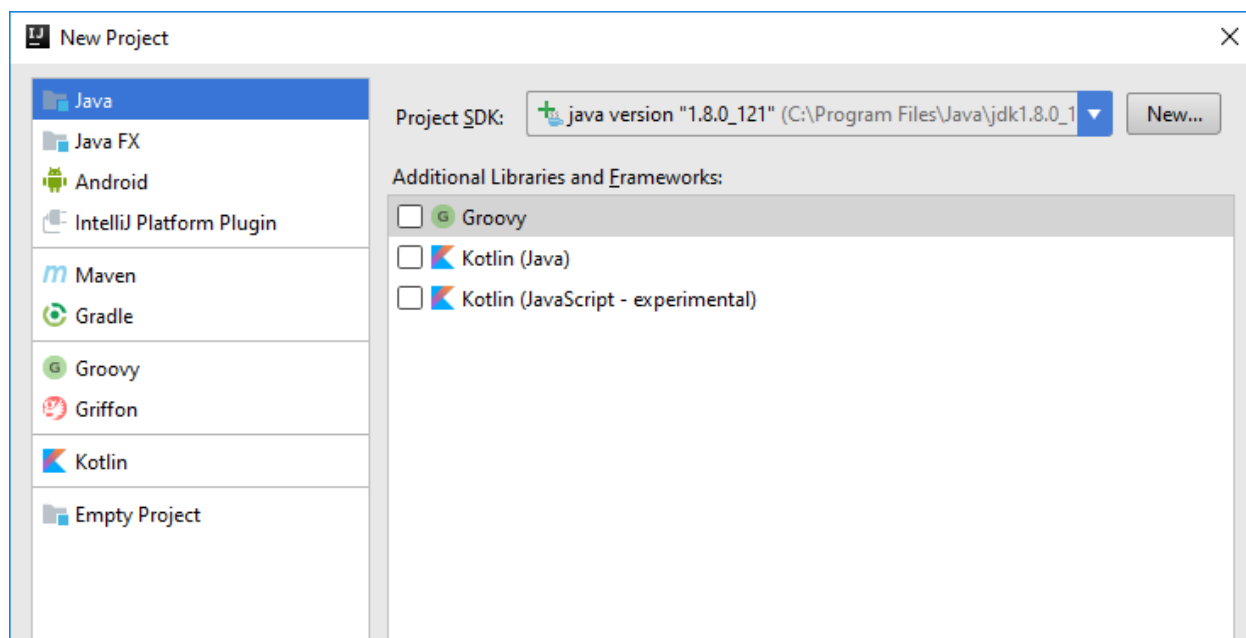 New Project
Java
Java FX
Android
IntelliJ Platform Plugin
Maven
Gradle
Groovy
Griffon
Kotlin
Empty Project
Project SDK: java version "1.8.0_121" (C:\Program Files\Java\jdk1.8.0_1 New...
Additional Libraries and Frameworks:
G Groovy
Kotlin (Java)
Kotlin (JavaScript - experimental)